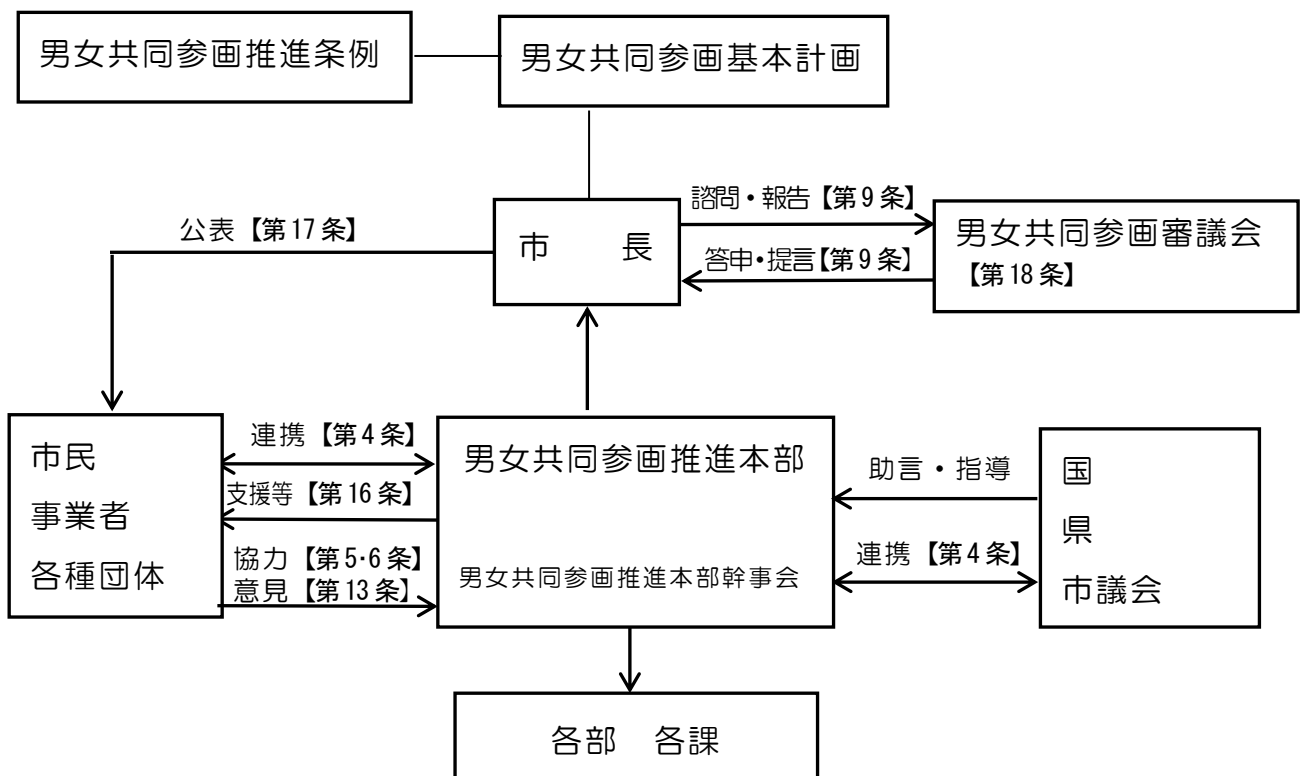 男女共同参画推進条例
男女共同参画基本計画
諮問・報告【第9条】
公表【第17条】
市　　長
男女共同参画審議会
【第18条】
答申・提言【第9条】
市民
事業者
各種団体
連携【第4条】
支援等【第16条】
協力【第5・6条】
意見【第13条】
男女共同参画推進本部
男女共同参画推進本部幹事会
助言・指導
連携【第4条】
国
県
市議会
各部　各課